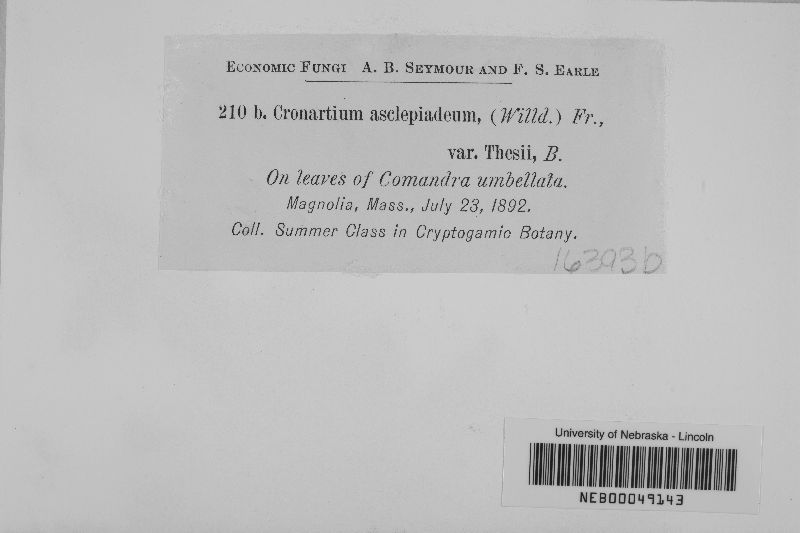 Economic Fungi A. B. Seymour and F. S. Earle
210 b. Cronartium asclepiadeum, (Willd.) Fr.,
var. Thesii, B.
On leaves of Comandra umbellata.
Magnolia, Mass., July 23, 1892.
Coll. Summer Class in Cryptogamic Botany.
16393b
University of Nebraska - Lincoln
NEB00049143